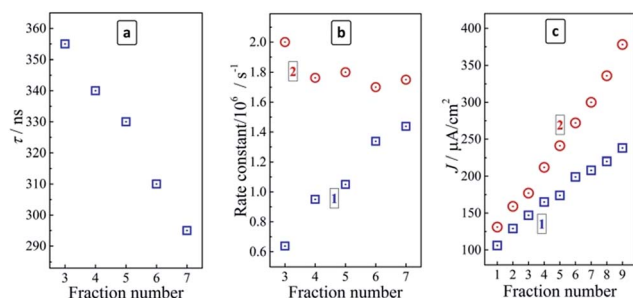 a
360
350
340
330
320
310
300
290
τ / ns
3 4 5 6 7
Fraction number
b
2.0
1.8
1.6
1.4
1.2
1.0
0.8
0.6
Rate constant/10⁶ / s⁻¹
2
1
3 4 5 6 7
Fraction number
c
400
350
300
250
200
150
100
J / μA/cm²
2
1
1 2 3 4 5 6 7 8 9
Fraction number